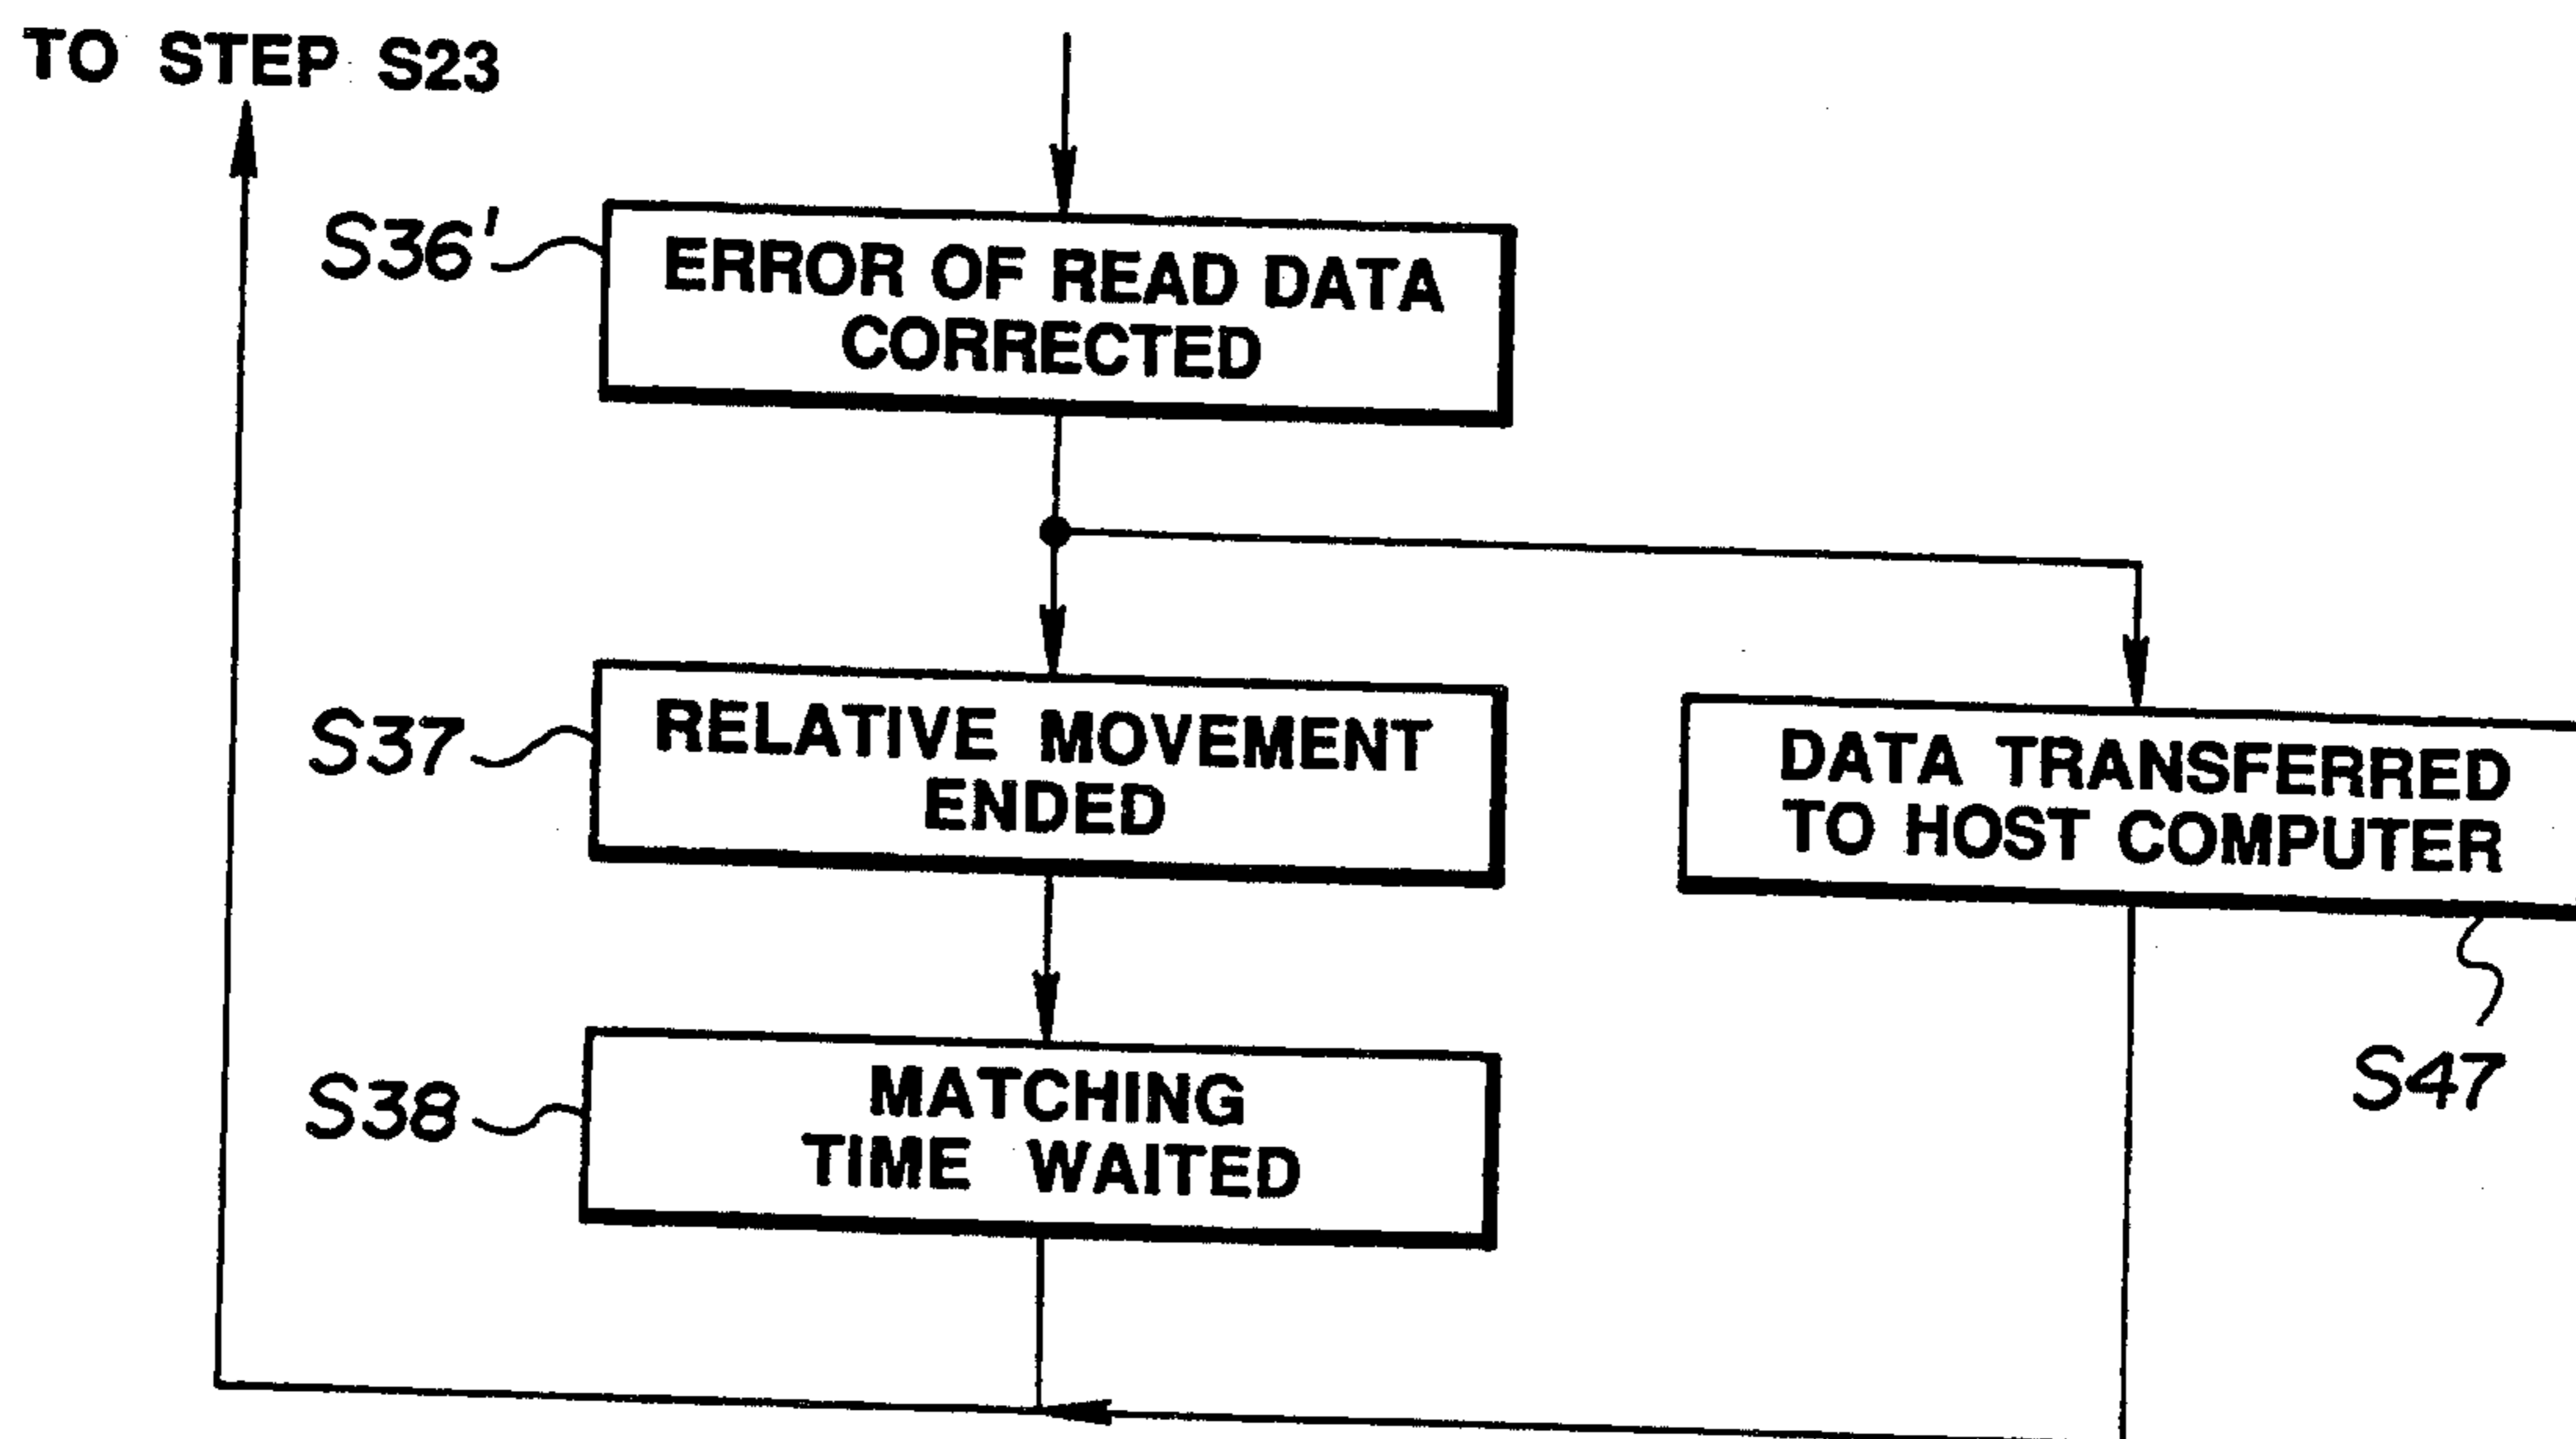 TO STEP S23
S36'
ERROR OF READ DATA
CORRECTED
S37
RELATIVE MOVEMENT
ENDED
DATA TRANSFERRED
TO HOST COMPUTER
S47
S38
MATCHING
TIME WAITED